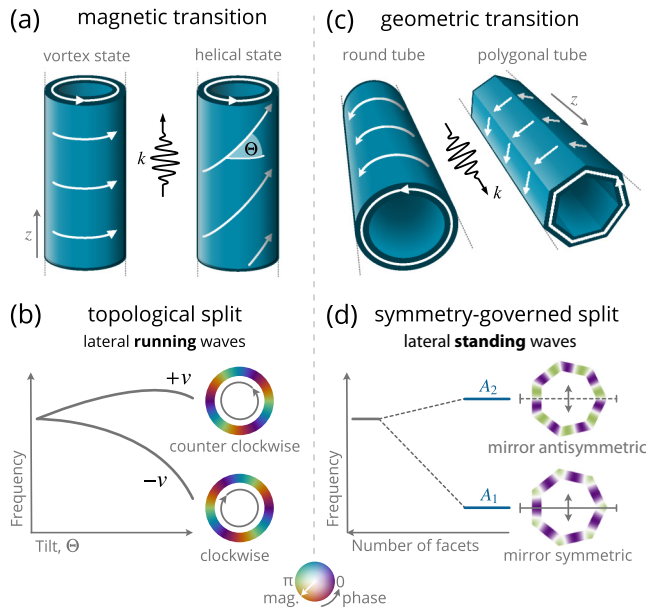 (a) magnetic transition
vortex state
helical state
Θ
k
z
(c) geometric transition
round tube
polygonal tube
z
k
(b) topological split
lateral running waves
+v
counter clockwise
−v
clockwise
Frequency
Tilt, Θ
(d) symmetry-governed split
lateral standing waves
A2
mirror antisymmetric
A1
mirror symmetric
Frequency
Number of facets
π
0
mag.
phase